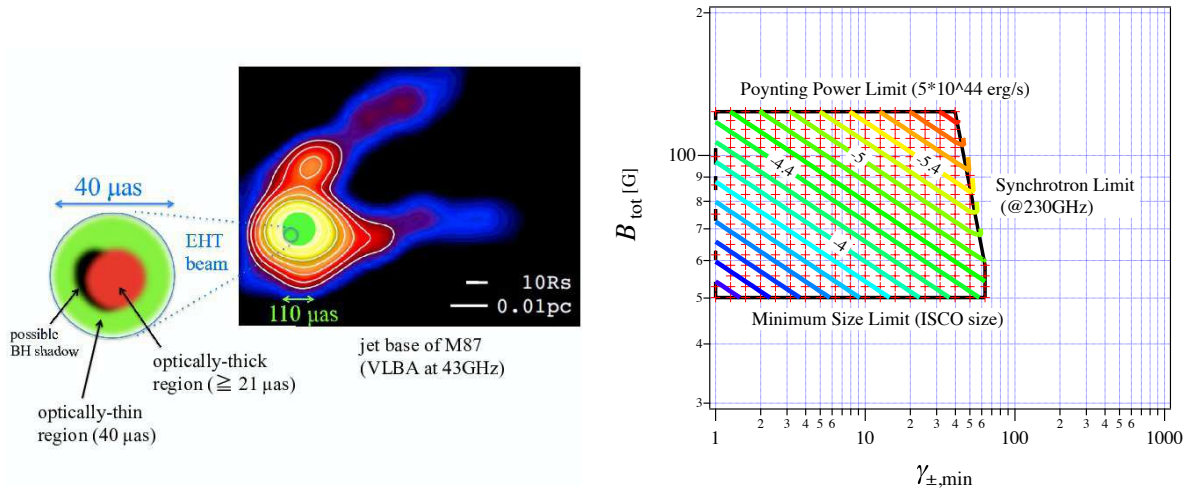 40 μas
EHT
beam
possible
BH shadow
optically-thick
region (≧ 21 μas)
optically-thin
region (40 μas)
110 μas
10Rs
0.01pc
jet base of M87
(VLBA at 43GHz)
Poynting Power Limit (5*10^44 erg/s)
Synchrotron Limit
(@230GHz)
Minimum Size Limit (ISCO size)
-4.4
-5
-5.4
-4
B tot [G]
2
100
9
8
7
6
5
4
3
1 2 3 4 5 6 10 2 3 4 5 6 100 2 3 4 5 6 1000
γ±,min